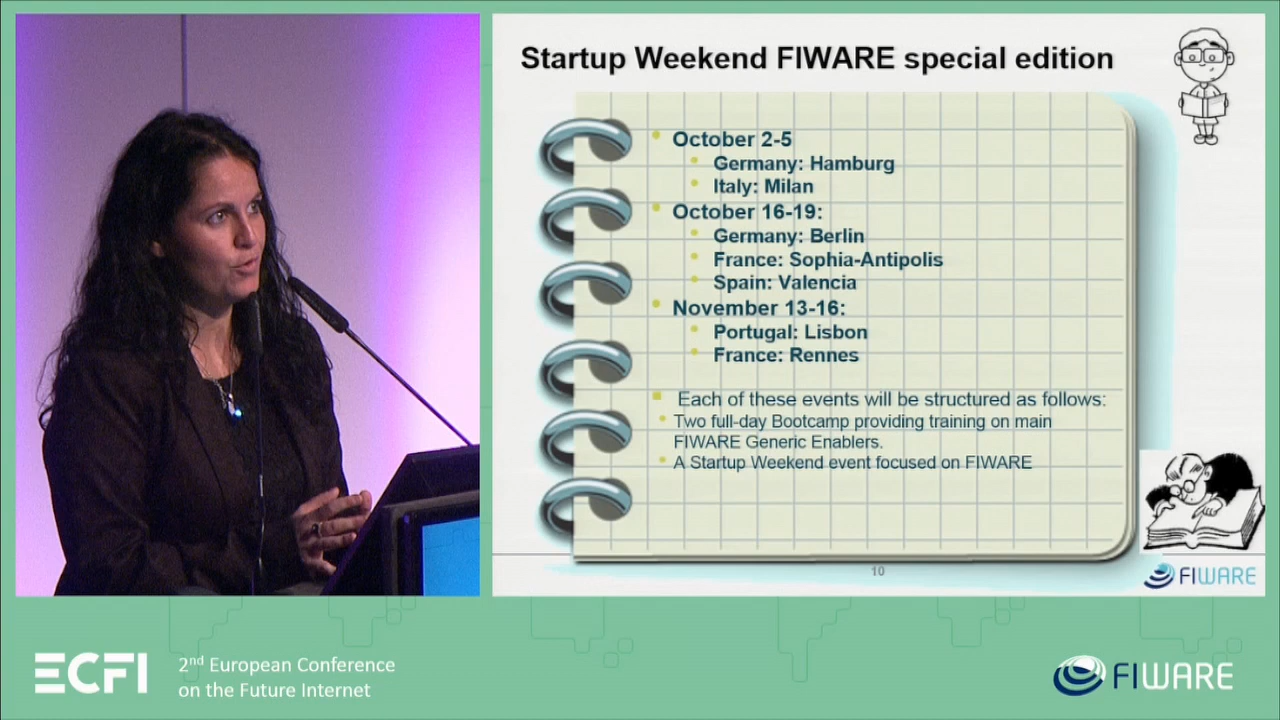 Startup Weekend FIWARE special edition
October 2-5
Germany: Hamburg
Italy: Milan
October 16-19:
Germany: Berlin
France: Sophia-Antipolis
Spain: Valencia
November 13-16:
Portugal: Lisbon
France: Rennes
Each of these events will be structured as follows:
Two full-day Bootcamp providing training on main
FIWARE Generic Enablers.
A Startup Weekend event focused on FIWARE
10
FIWARE
ECFI
2nd European Conference
on the Future Internet
FIWARE